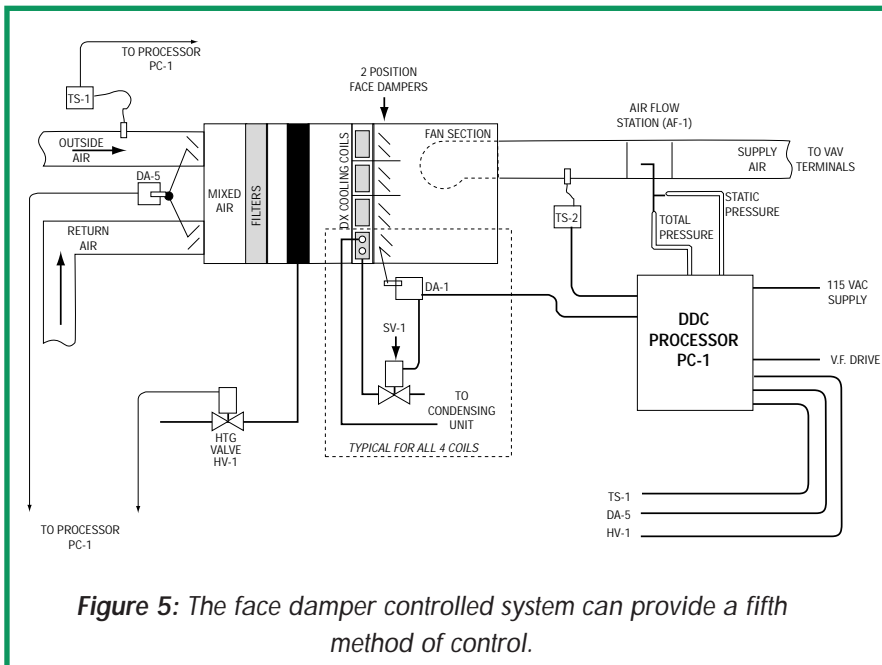 TO PROCESSOR
PC-1
TS-1
2 POSITION
FACE DAMPERS
AIR FLOW
STATION (AF-1)
OUTSIDE
AIR
FAN SECTION
SUPPLY
AIR
TO VAV
TERMINALS
DA-5
MIXED
AIR
FILTERS
DX COOLING COILS
TS-2
STATIC
PRESSURE
TOTAL
PRESSURE
RETURN
AIR
DA-1
115 VAC
SUPPLY
DDC
PROCESSOR
PC-1
SV-1
V.F. DRIVE
TO
CONDENSING
UNIT
HTG
VALVE
HV-1
TYPICAL FOR ALL 4 COILS
TS-1
DA-5
HV-1
TO PROCESSOR
PC-1
Figure 5: The face damper controlled system can provide a fifth
method of control.